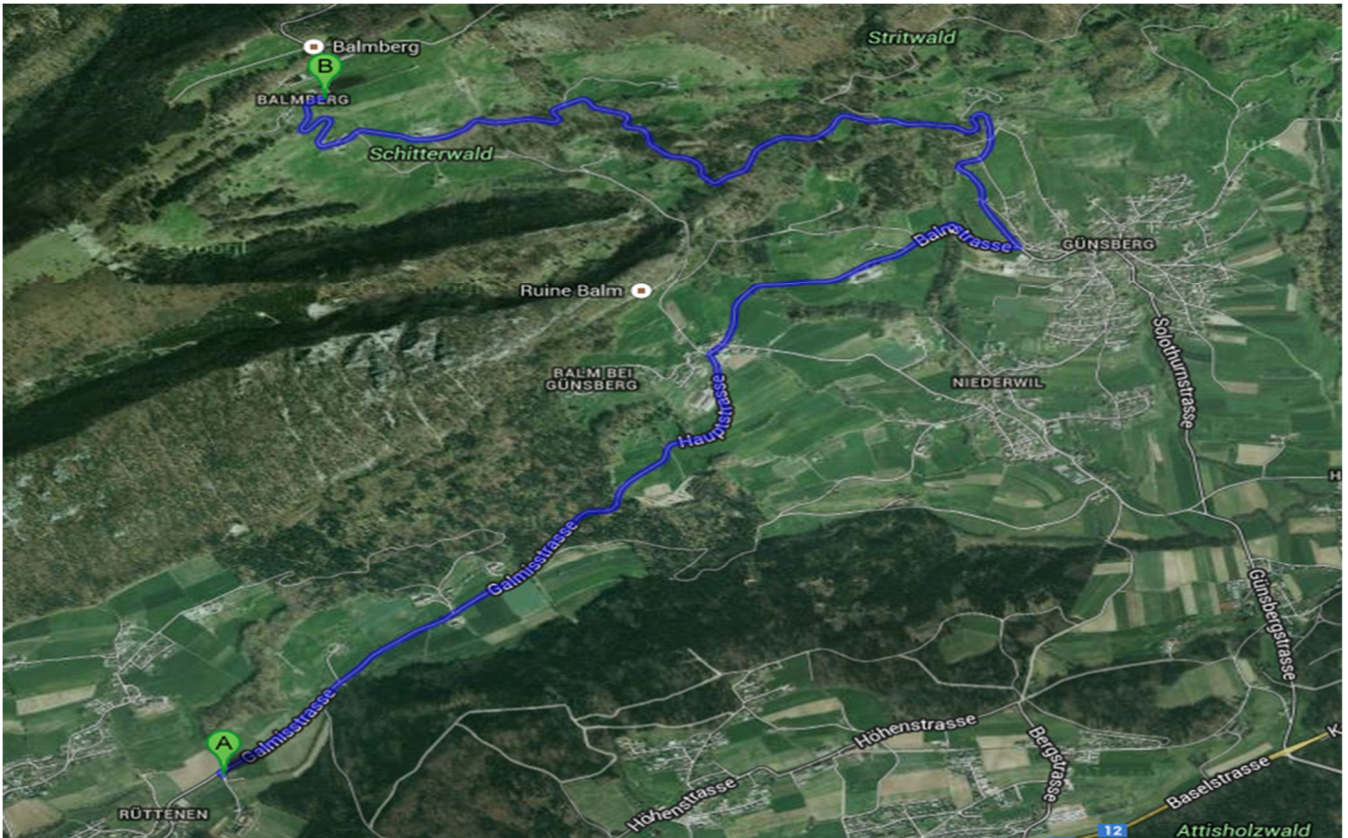 Stritwald
Balmberg
B
BALMBERG
Schitterwald
Balmstrasse
GÜNSBERG
Ruine Balm
Solothurnstrasse
BALM BEI
GÜNSBERG
NIEDERWIL
Hauptstrasse
H
Galmisstrasse
Günsbergstrasse
Galmisstrasse
A
Höhenstrasse
Bergstrasse
K
Baselstrasse
Höhenstrasse
RÜTTENEN
12
Attisholzwald